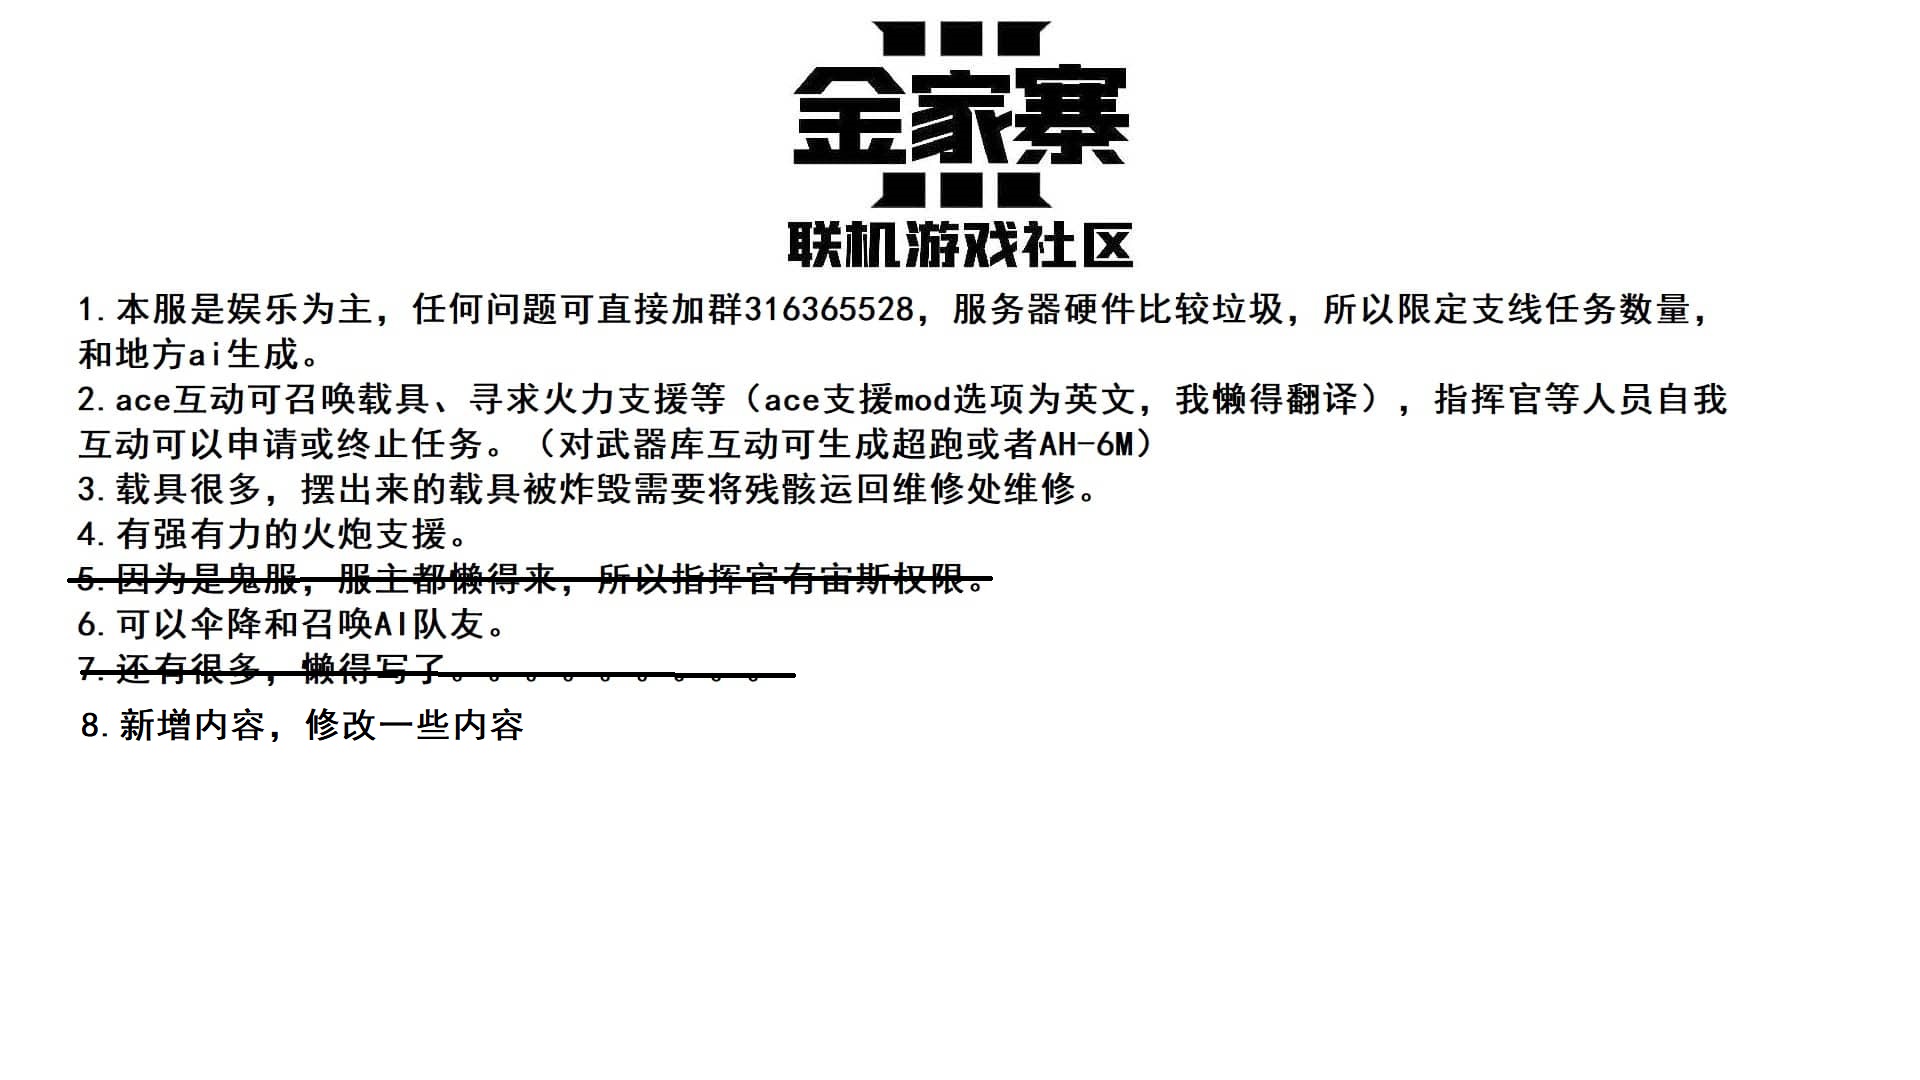 金家寨
联机游戏社区
1.本服是娱乐为主，任何问题可直接加群316365528，服务器硬件比较垃圾，所以限定支线任务数量，
和地方ai生成。
2.ace互动可召唤载具、寻求火力支援等（ace支援mod选项为英文，我懒得翻译），指挥官等人员自我
互动可以申请或终止任务。（对武器库互动可生成超跑或者AH-6M）
3.载具很多，摆出来的载具被炸毁需要将残骸运回维修处维修。
4.有强有力的火炮支援。
5.因为是鬼服，服主都懒得来，所以指挥官有宙斯权限。
6.可以伞降和召唤AI队友。
7.还有很多，懒得写了。。。。。。。。。
8.新增内容，修改一些内容